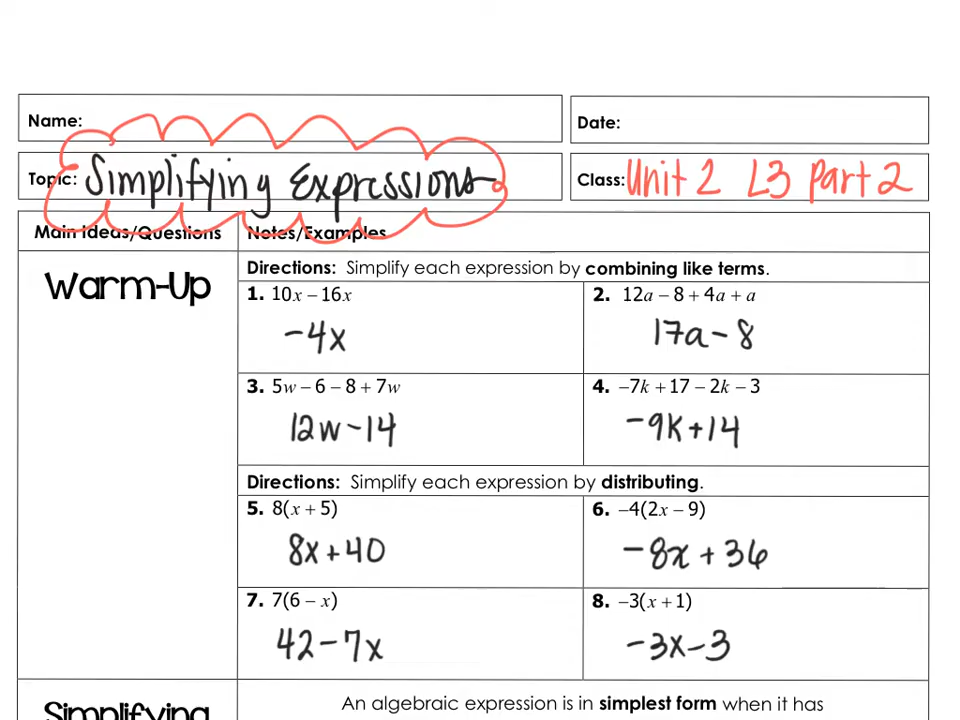 Name:
Date:
Topic: Simplifying Expressions
Class: Unit 2 L3 Part 2
Main Ideas/Questions
Notes/Examples
Warm-Up
Directions: Simplify each expression by combining like terms.
1. 10x – 16x
2. 12a – 8 + 4a + a
-4x
17a - 8
3. 5w – 6 – 8 + 7w
4. –7k + 17 – 2k – 3
12w - 14
-9k+14
Directions: Simplify each expression by distributing.
5. 8(x + 5)
6. –4(2x – 9)
8x+40
-8x + 36
7. 7(6 – x)
8. –3(x + 1)
42-7x
-3x-3
Simplifying
An algebraic expression is in simplest form when it has